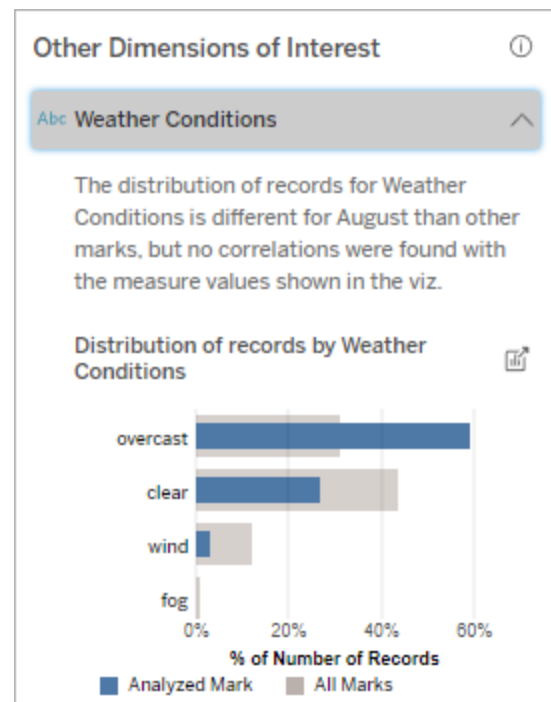 Other Dimensions of Interest
Abc Weather Conditions
The distribution of records for Weather
Conditions is different for August than other
marks, but no correlations were found with
the measure values shown in the viz.
Distribution of records by Weather
Conditions
overcast
clear
wind
fog
0% 20% 40% 60%
% of Number of Records
Analyzed Mark All Marks